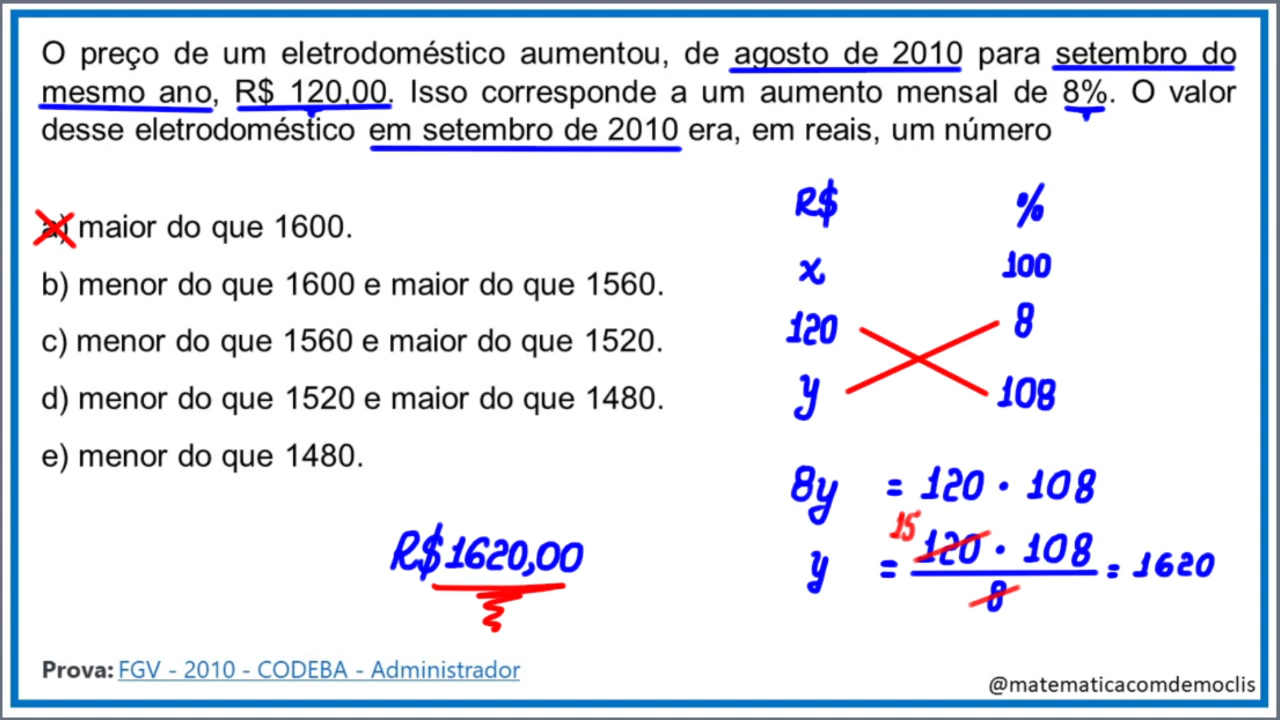 O preço de um eletrodoméstico aumentou, de agosto de 2010 para setembro do
mesmo ano, R$ 120,00. Isso corresponde a um aumento mensal de 8%. O valor
desse eletrodoméstico em setembro de 2010 era, em reais, um número
a) maior do que 1600.
b) menor do que 1600 e maior do que 1560.
c) menor do que 1560 e maior do que 1520.
d) menor do que 1520 e maior do que 1480.
e) menor do que 1480.
R$ %
x 100
120 8
y 108
8y = 120 · 108
15
y = 120 · 108 = 1620
8
R$1620,00
Prova: FGV - 2010 - CODEBA - Administrador
@matematicacomdemoclis